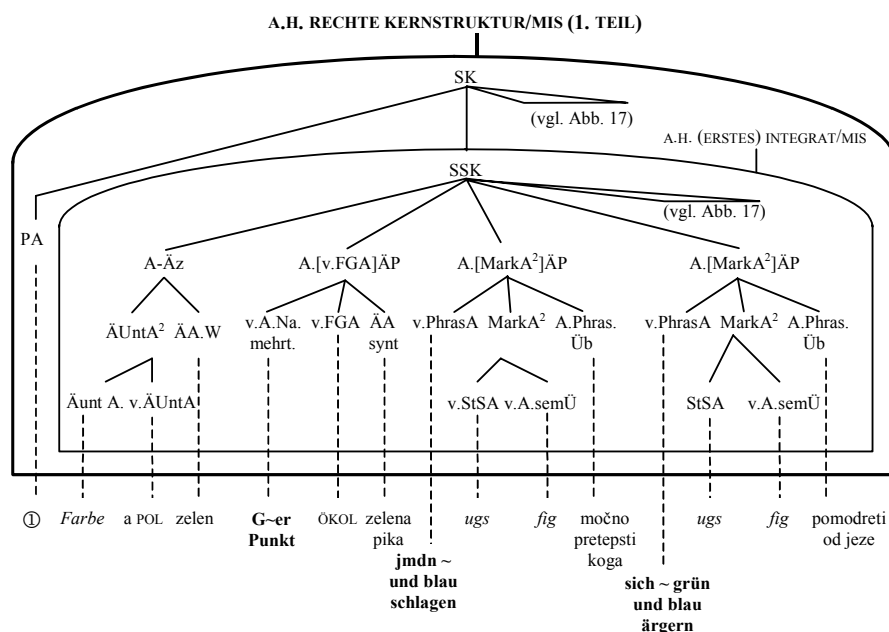 A.H. RECHTE KERNSTRUKTUR/MIS (1. TEIL)
SK
(vgl. Abb. 17)
A.H. (ERSTES) INTEGRAT/MIS
SSK
(vgl. Abb. 17)
PA
A-Äz A.[v.FGA]ÄP A.[MarkA²]ÄP A.[MarkA²]ÄP
ÄUntA² ÄA.W v.A.Na. v.FGA ÄA v.PhrasA MarkA² A.Phras. v.PhrasA MarkA² A.Phras.
mehrt. synt Üb Üb
Äunt A. v.ÄUntA v.StSA v.A.semÜ StSA v.A.semÜ
① Farbe a POL zelen G~er ÖKOL zelena ugs fig močno ugs fig pomodreti
Punkt pika pretepsti od jeze
jmdn ~ koga
und blau sich ~ grün
schlagen und blau
ärgern